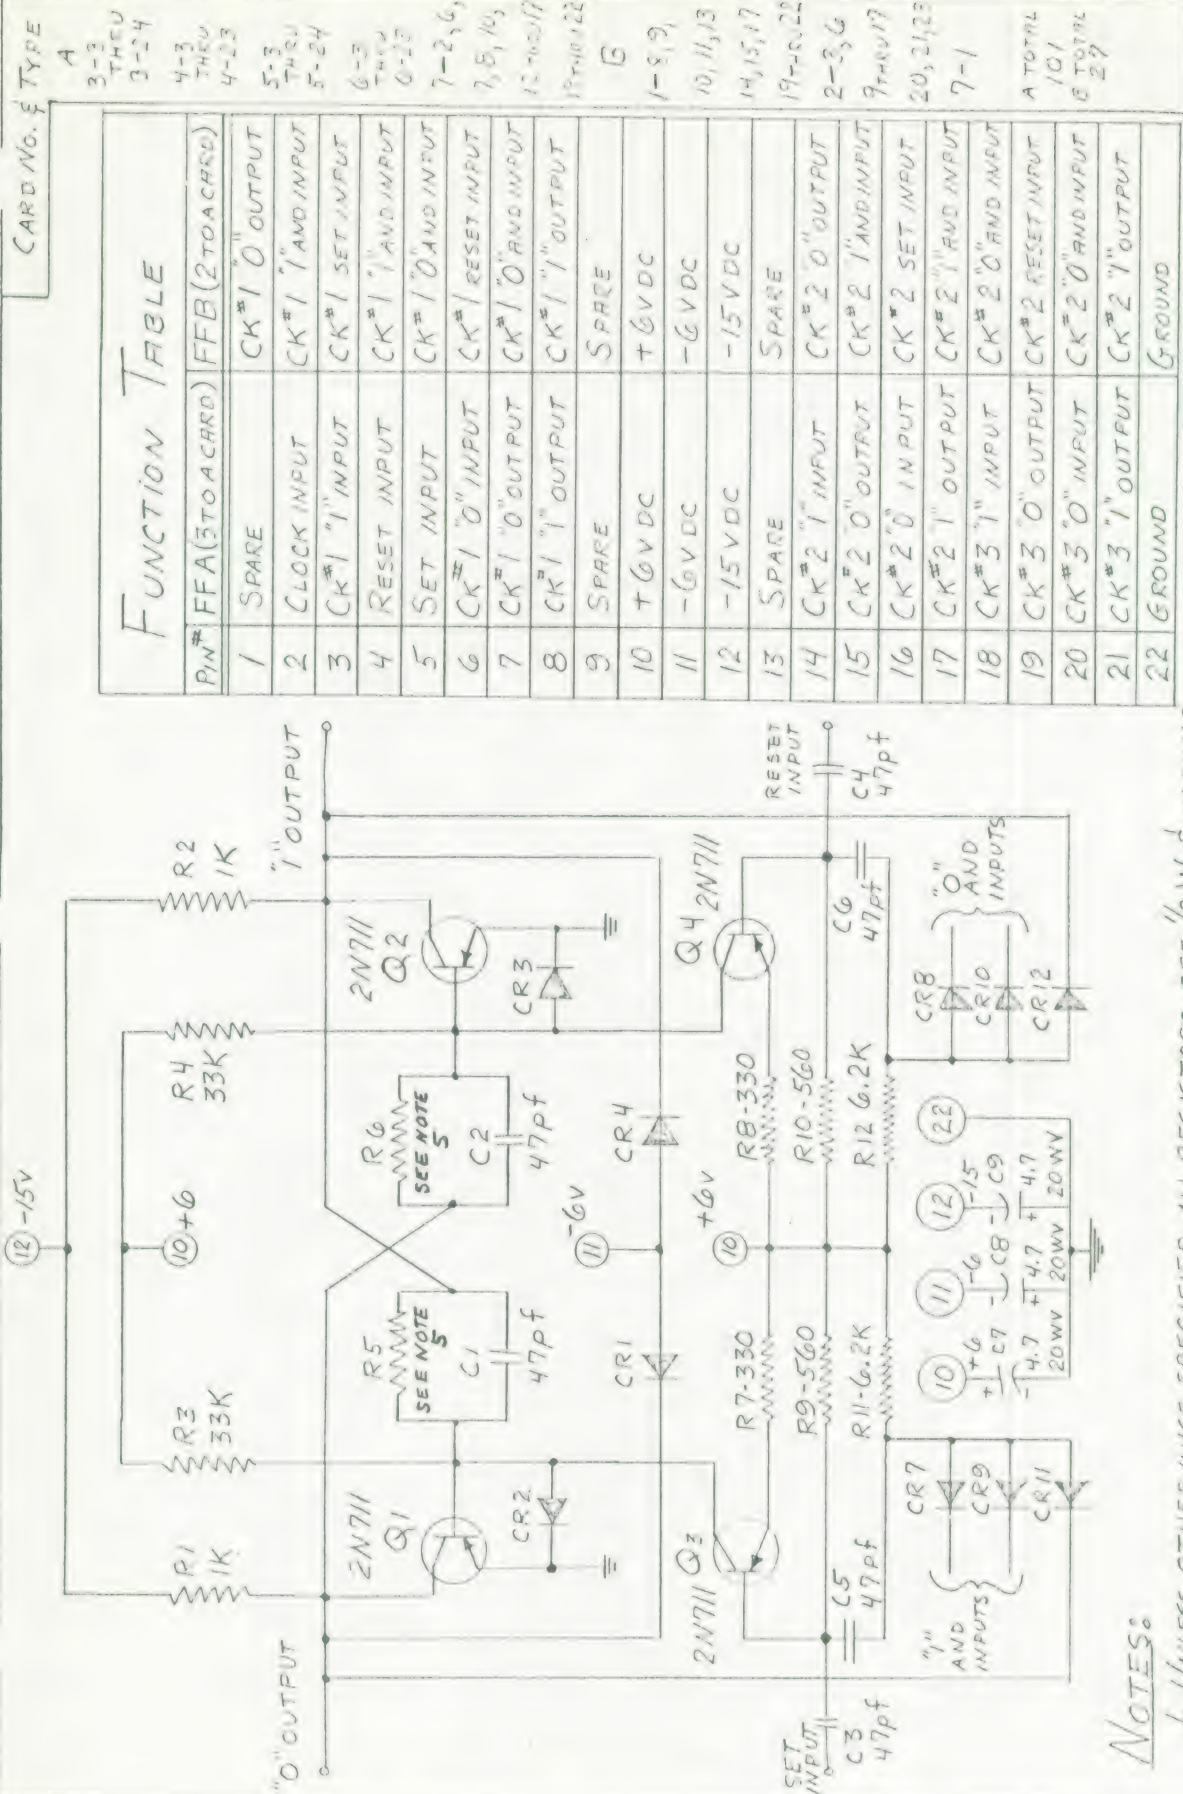 CARD NO. & TYPE
A
3-3
THRU
3-24
4-3
THRU
4-23
5-3
THRU
5-24
6-3
THRU
7-2,6,
7,8,10,
B
1-8,9,
10,11,13
14,15,17
2-3,6
9 THRU 17
20,21,23
7-1
A TOTAL
101
B TOTAL
FUNCTION TABLE
PIN# FFA(3 TO A CARD) FFB(2 TO A CARD)
1 SPARE CK#1 "0" OUTPUT
2 CLOCK INPUT CK#1 "1" AND INPUT
3 CK#1 "1" INPUT CK#1 SET INPUT
4 RESET INPUT CK#1 "1" AND INPUT
5 SET INPUT CK#1 "0" AND INPUT
6 CK#1 "0" INPUT CK#1 RESET INPUT
7 CK#1 "0" OUTPUT CK#1 "0" AND INPUT
8 CK#1 "1" OUTPUT CK#1 "1" OUTPUT
9 SPARE SPARE
10 +6V DC +6V DC
11 -6V DC -6V DC
12 -15V DC -15V DC
13 SPARE SPARE
14 CK#2 "1" INPUT CK#2 "0" OUTPUT
15 CK#2 "0" OUTPUT CK#2 "1" AND INPUT
16 CK#2 "0" INPUT CK#2 SET INPUT
17 CK#2 "1" OUTPUT CK#2 "1" AND INPUT
18 CK#3 "1" INPUT CK#2 "0" AND INPUT
19 CK#3 "0" OUTPUT CK#2 RESET INPUT
20 CK#3 "0" INPUT CK#2 "0" AND INPUT
21 CK#3 "1" OUTPUT CK#2 "1" OUTPUT
22 GROUND GROUND
12 -15V
10 +6
R1
1K
R3
33K
R4
33K
R2
1K
"0" OUTPUT
"1" OUTPUT
2N711
Q1
R5
SEE NOTE
5
C1
47pf
R6
SEE NOTE
5
C2
47pf
2N711
Q2
CR2
CR3
-6V
11
CR1
CR4
+6V
10
2N711 Q3
R7-330
R8-330
Q4 2N711
R9-560
R10-560
R11-6.2K
R12 6.2K
SET
INPUT
C3
47pf
C5
47pf
C6
47pf
RESET
INPUT
C4
47pf
"1"
AND
INPUTS
CR7
CR9
CR11
10 11 12 22
+6 -6 -15
C7 C8 C9
4.7 4.7 4.7
20WV 20WV 20WV
CR8
CR10
CR12
"0"
AND
INPUTS
NOTES:
1. UNLESS OTHERWISE SPECIFIED ALL RESISTORS ARE